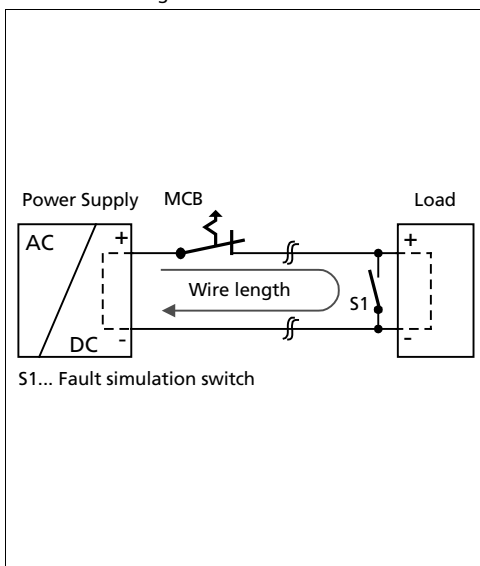 Power Supply MCB Load
AC + +
Wire length
S1
DC - -
S1... Fault simulation switch